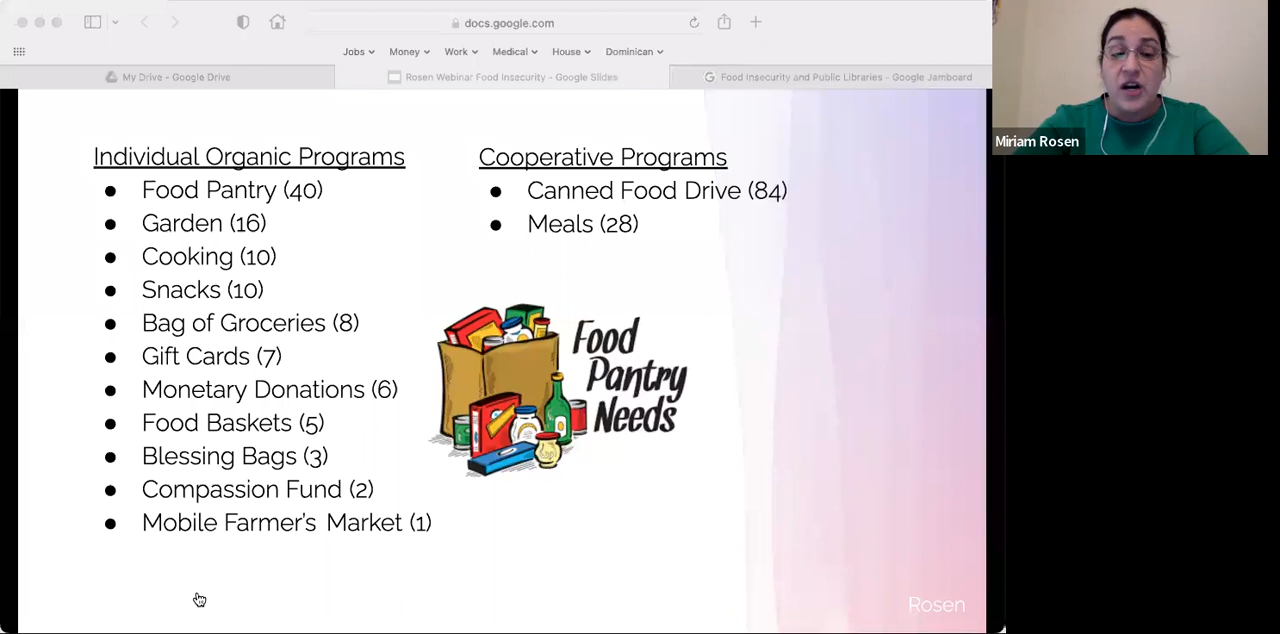 docs.google.com
Jobs Money Work Medical House Dominican
My Drive - Google Drive
Rosen Webinar Food Insecurity - Google Slides
Food Insecurity and Public Libraries - Google Jamboard
Individual Organic Programs
● Food Pantry (40)
● Garden (16)
● Cooking (10)
● Snacks (10)
● Bag of Groceries (8)
● Gift Cards (7)
● Monetary Donations (6)
● Food Baskets (5)
● Blessing Bags (3)
● Compassion Fund (2)
● Mobile Farmer’s Market (1)
Cooperative Programs
● Canned Food Drive (84)
● Meals (28)
Food
Pantry
Needs
Rosen
Miriam Rosen